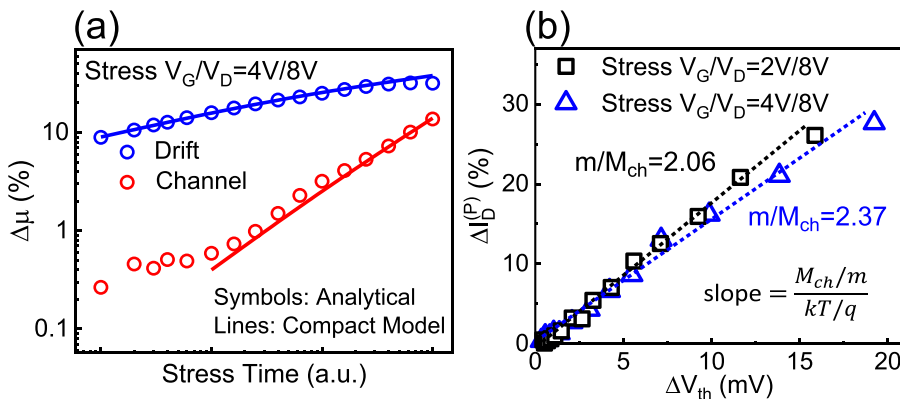 (a)
Stress V_G/V_D=4V/8V
10
1
0.1
Δμ (%)
Drift
Channel
Symbols: Analytical
Lines: Compact Model
Stress Time (a.u.)
(b)
Stress V_G/V_D=2V/8V
Stress V_G/V_D=4V/8V
35
30
20
10
0
ΔI_D^(P) (%)
m/M_ch=2.06
m/M_ch=2.37
slope = (M_ch/m)/(kT/q)
0
5
10
15
20
ΔV_th (mV)